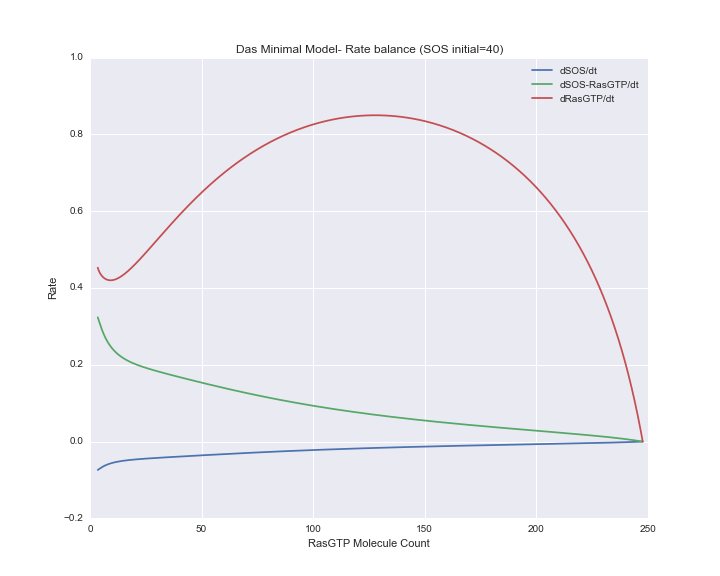 Das Minimal Model- Rate balance (SOS initial=40)
dSOS/dt
dSOS-RasGTP/dt
dRasGTP/dt
1.0
0.8
0.6
0.4
0.2
0.0
−0.2
Rate
0 50 100 150 200 250
RasGTP Molecule Count